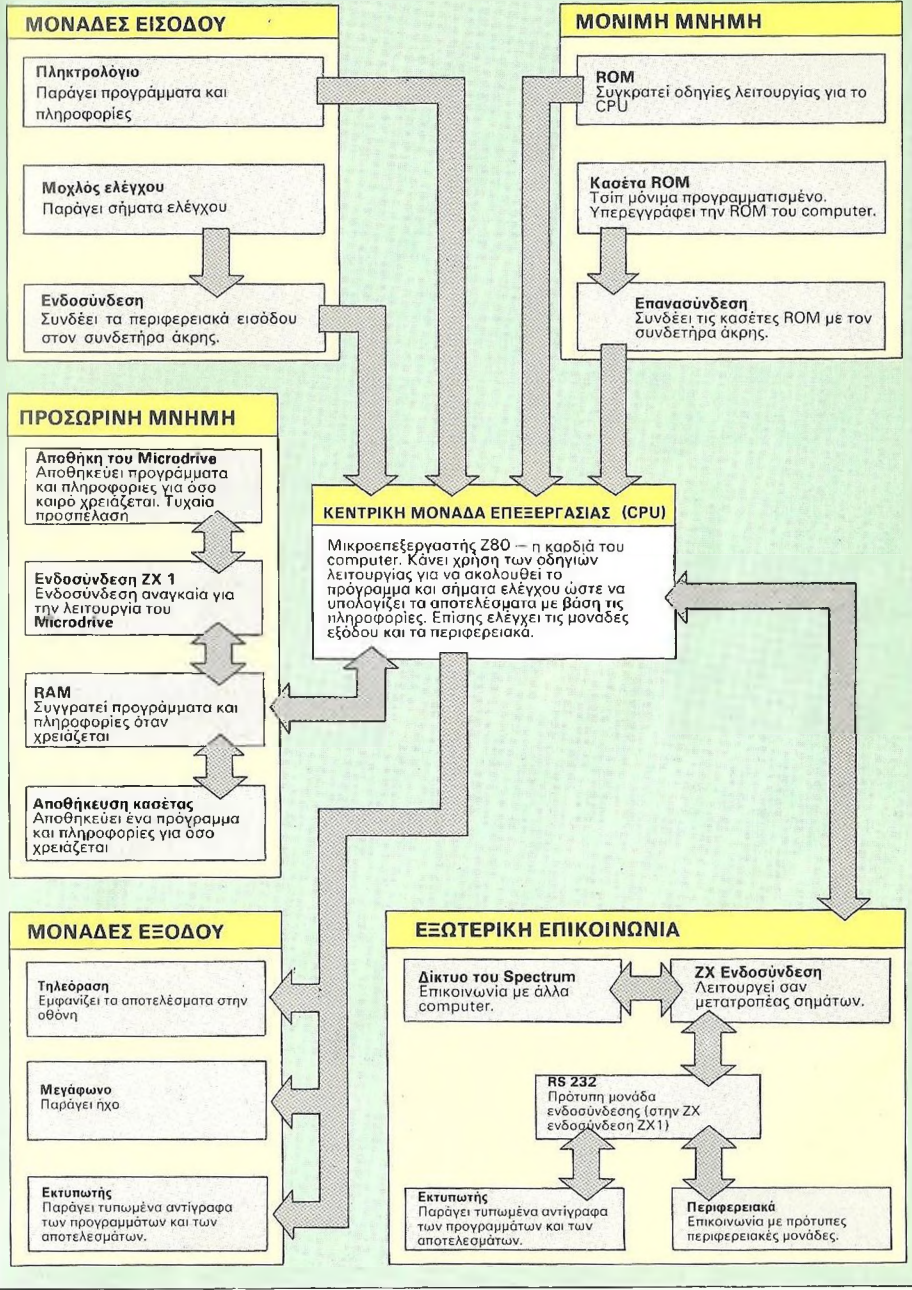 ΜΟΝΑΔΕΣ ΕΙΣΟΔΟΥ
Πληκτρολόγιο
Παράγει προγράμματα και
πληροφορίες
Μοχλός ελέγχου
Παράγει σήματα ελέγχου
Ενδοσύνδεση
Συνδέει τα περιφερειακά εισόδου
στον συνδετήρα άκρης.
ΜΟΝΙΜΗ ΜΝΗΜΗ
ROM
Συγκρατεί οδηγίες λειτουργίας για το
CPU
Κασέτα ROM
Τσίπ μόνιμα προγραμματισμένο.
Υπερεγγράφει την ROM του computer.
Επανασύνδεση
Συνδέει τις κασέτες ROM με τον
συνδετήρα άκρης.
ΠΡΟΣΩΡΙΝΗ ΜΝΗΜΗ
Αποθήκη του Microdrive
Αποθηκεύει προγράμματα
και πληροφορίες για όσο
καιρό χρειάζεται. Τυχαία
προσπέλαση
Ενδοσύνδεση ZX 1
Ενδοσύνδεση αναγκαία για
την λειτουργία του
Microdrive
RAM
Συγγρατεί προγράμματα και
πληροφορίες όταν
χρειάζεται
Αποθήκευση κασέτας
Αποθηκεύει ένα πρόγραμμα
και πληροφορίες για όσο
χρειάζεται
ΚΕΝΤΡΙΚΗ ΜΟΝΑΔΑ ΕΠΕΞΕΡΓΑΣΙΑΣ (CPU)
Μικροεπεξεργαστής Z80 — η καρδιά του
computer. Κάνει χρήση των οδηγιών
λειτουργίας για να ακολουθεί το
πρόγραμμα και σήματα ελέγχου ώστε να
υπολογίζει τα αποτελέσματα με βάση τις
πληροφορίες. Επίσης ελέγχει τις μοναδες
εξόδου και τα περιφερειακά.
ΜΟΝΑΔΕΣ ΕΞΟΔΟΥ
Τηλεόραση
Εμφανίζει τα αποτελέσματα στην
οθόνη
Μεγάφωνο
Παράγει ήχο
Εκτυπωτής
Παράγει τυπωμένα αντίγραφα
των προγραμμάτων και των
αποτελεσμάτων.
ΕΞΩΤΕΡΙΚΗ ΕΠΙΚΟΙΝΩΝΙΑ
Δίκτυο του Spectrum
Επικοινωνία με άλλα
computer.
ZX Ενδοσύνδεση
Λειτουργεί σαν
μετατροπέας σημάτων.
RS 232
Πρότυπη μονάδα
ενδοσύνδεσης (στην ZX
ενδοσύνδεση ZX1)
Εκτυπωτής
Παράγει τυπωμένα αντίγραφα
των προγραμμάτων και των
αποτελεσμάτων.
Περιφερειακά
Επικοινωνία με πρότυπες
περιφερειακές μονάδες.